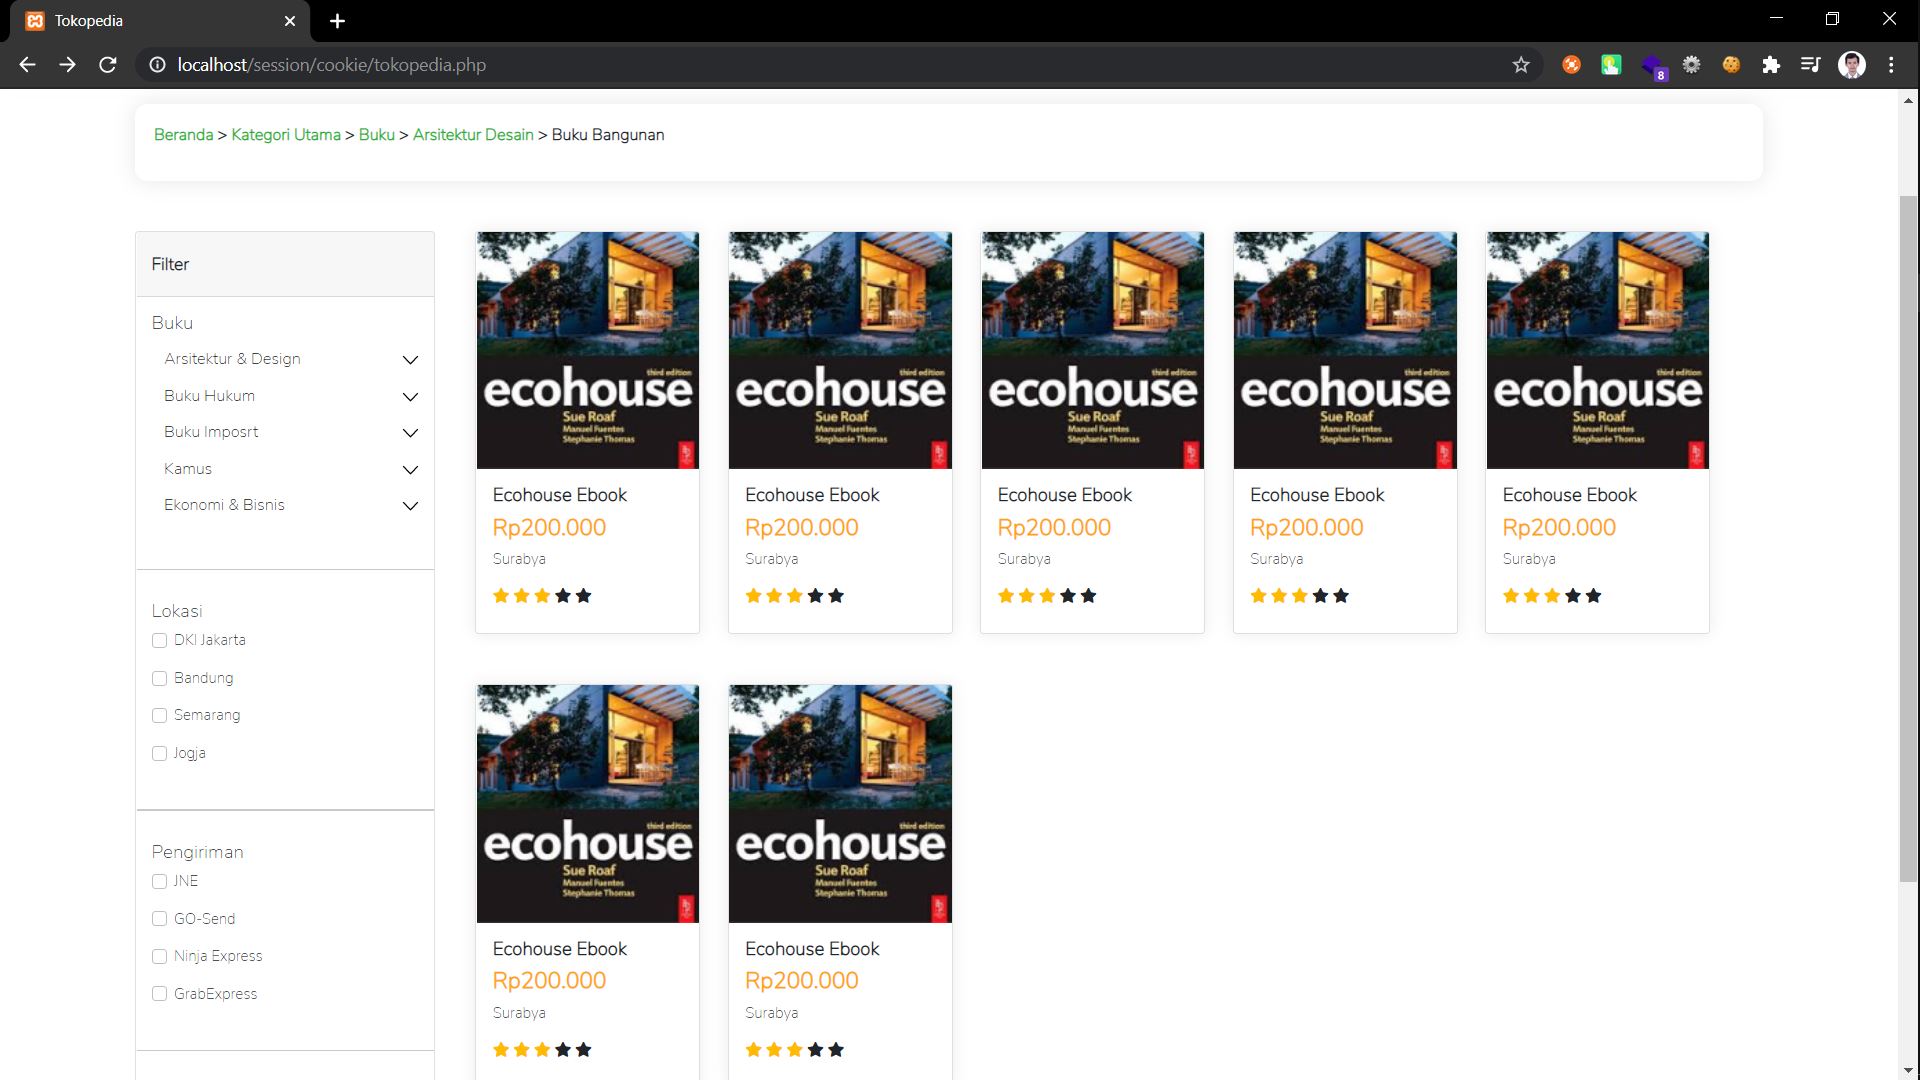 Tokopedia
localhost/session/cookie/tokopedia.php
8
Beranda > Kategori Utama > Buku > Arsitektur Desain > Buku Bangunan
Filter
Buku
Arsitektur & Design
Buku Hukum
Buku Imposrt
Kamus
Ekonomi & Bisnis
Lokasi
DKI Jakarta
Bandung
Semarang
Jogja
Pengiriman
JNE
GO-Send
Ninja Express
GrabExpress
third edition
ecohouse
Sue Roaf
Manuel Fuentes
Stephanie Thomas
Ecohouse Ebook
Rp200.000
Surabya
third edition
ecohouse
Sue Roaf
Manuel Fuentes
Stephanie Thomas
Ecohouse Ebook
Rp200.000
Surabya
third edition
ecohouse
Sue Roaf
Manuel Fuentes
Stephanie Thomas
Ecohouse Ebook
Rp200.000
Surabya
third edition
ecohouse
Sue Roaf
Manuel Fuentes
Stephanie Thomas
Ecohouse Ebook
Rp200.000
Surabya
third edition
ecohouse
Sue Roaf
Manuel Fuentes
Stephanie Thomas
Ecohouse Ebook
Rp200.000
Surabya
third edition
ecohouse
Sue Roaf
Manuel Fuentes
Stephanie Thomas
Ecohouse Ebook
Rp200.000
Surabya
third edition
ecohouse
Sue Roaf
Manuel Fuentes
Stephanie Thomas
Ecohouse Ebook
Rp200.000
Surabya